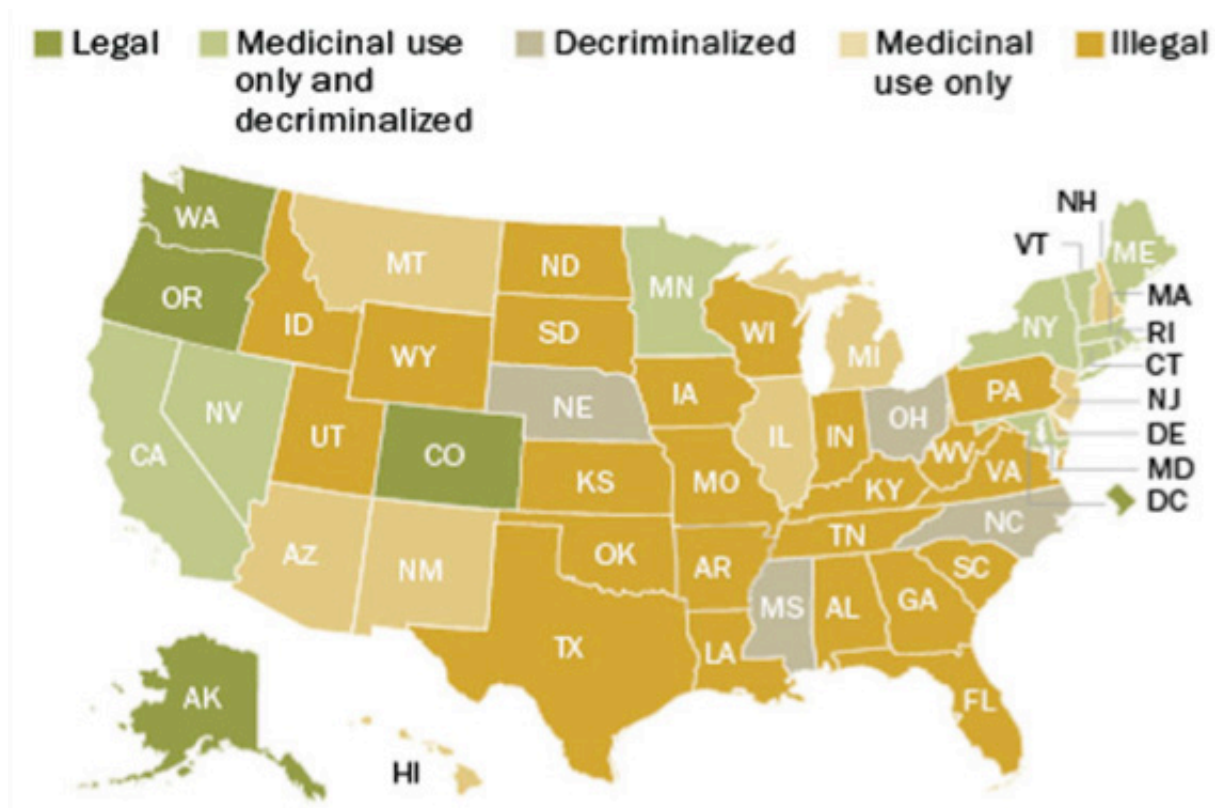 Legal
Medicinal use
only and
decriminalized
Decriminalized
Medicinal
use only
Illegal
NH
WA
VT
ME
MT
ND
MN
OR
MA
ID
SD
WI
NY
RI
WY
MI
CT
IA
PA
NE
NJ
NV
OH
UT
IL
IN
DE
CA
CO
WV
MD
KS
MO
VA
KY
DC
NC
TN
AZ
OK
AR
SC
NM
MS
AL
GA
TX
LA
AK
FL
HI